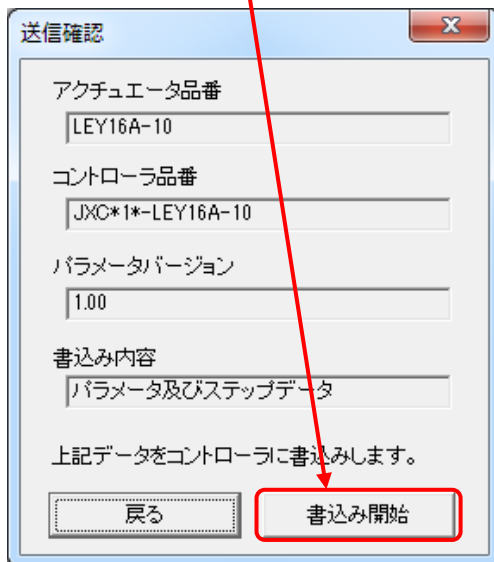 送信確認
アクチュエータ品番
LEY16A-10
コントローラ品番
JXC*1*-LEY16A-10
パラメータバージョン
1.00
書込み内容
パラメータ及びステップデータ
上記データをコントローラに書込みします。
戻る
書込み開始